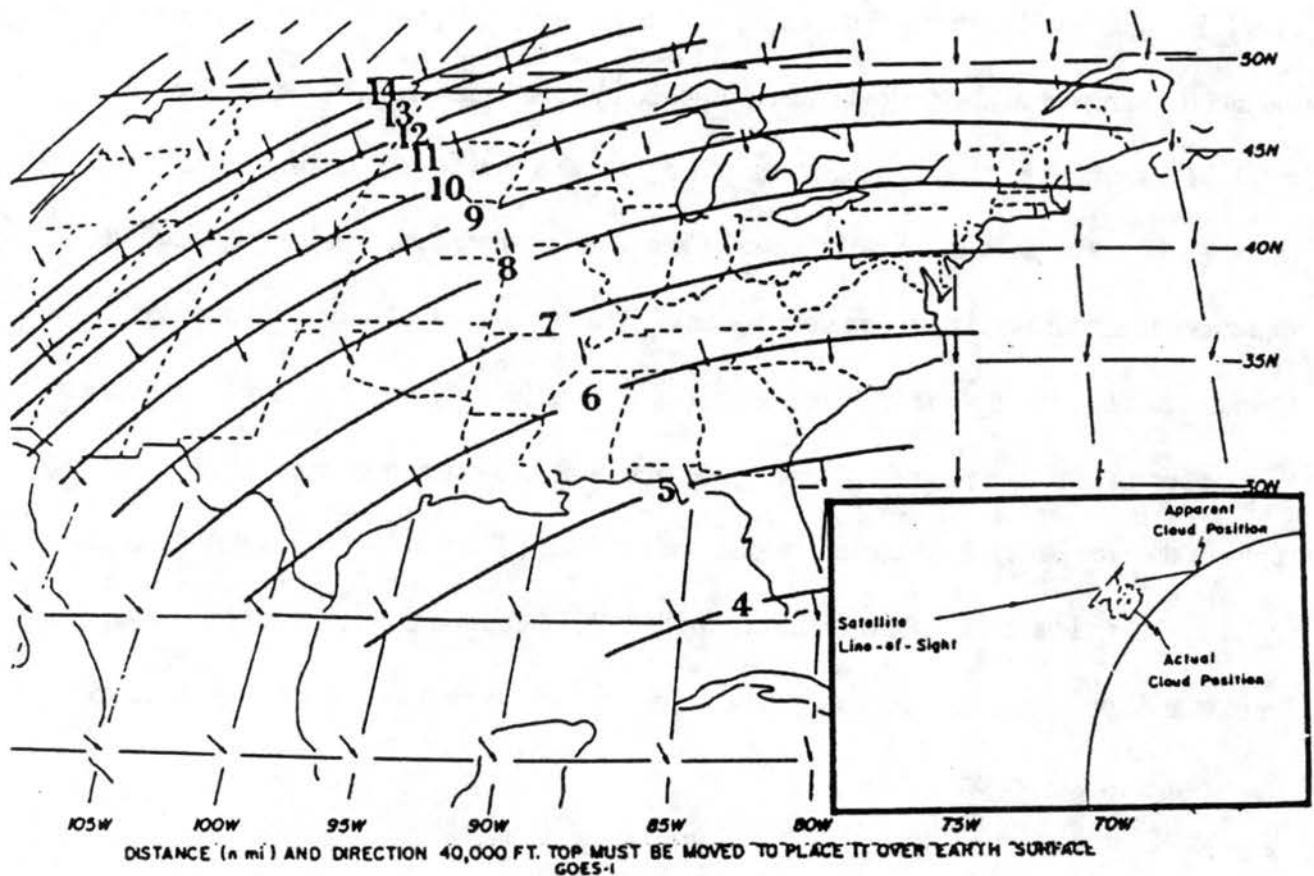 50N
14
13
12
11
45N
10
9
40N
8
7
35N
6
5
30N
Apparent
Cloud Position
4
Satellite
Line-of-Sight
Actual
Cloud Position
105W 100W 95W 90W 85W 80W 75W 70W
DISTANCE (n mi) AND DIRECTION 40,000 FT. TOP MUST BE MOVED TO PLACE IT OVER EARTH SURFACE
GOES-1